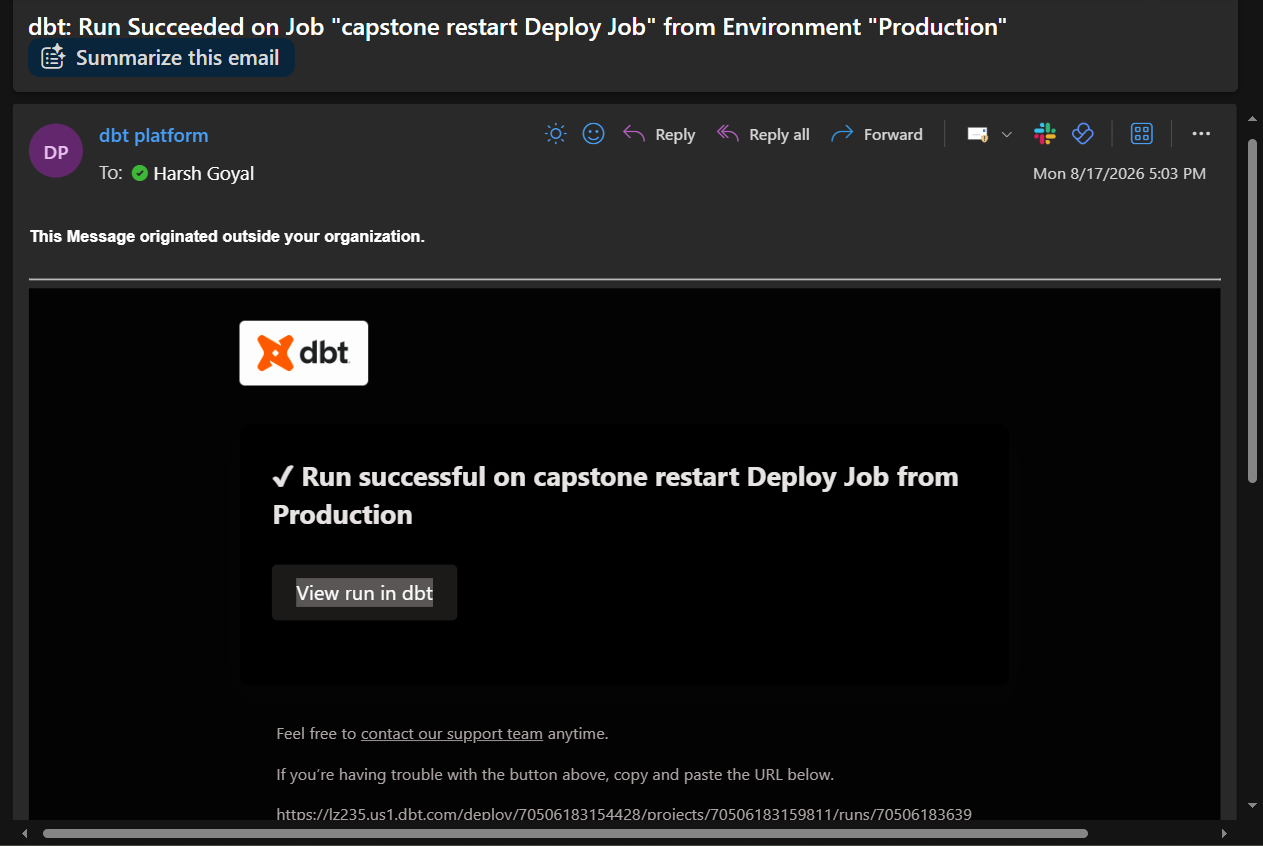 dbt: Run Succeeded on Job "capstone restart Deploy Job" from Environment "Production"
Summarize this email
DP
dbt platform
Reply
Reply all
Forward
To: Harsh Goyal
Mon 8/17/2026 5:03 PM
This Message originated outside your organization.
dbt
✓ Run successful on capstone restart Deploy Job from
Production
View run in dbt
Feel free to contact our support team anytime.
If you’re having trouble with the button above, copy and paste the URL below.
https://lz235.us1.dbt.com/deploy/70506183154428/projects/70506183159811/runs/70506183639